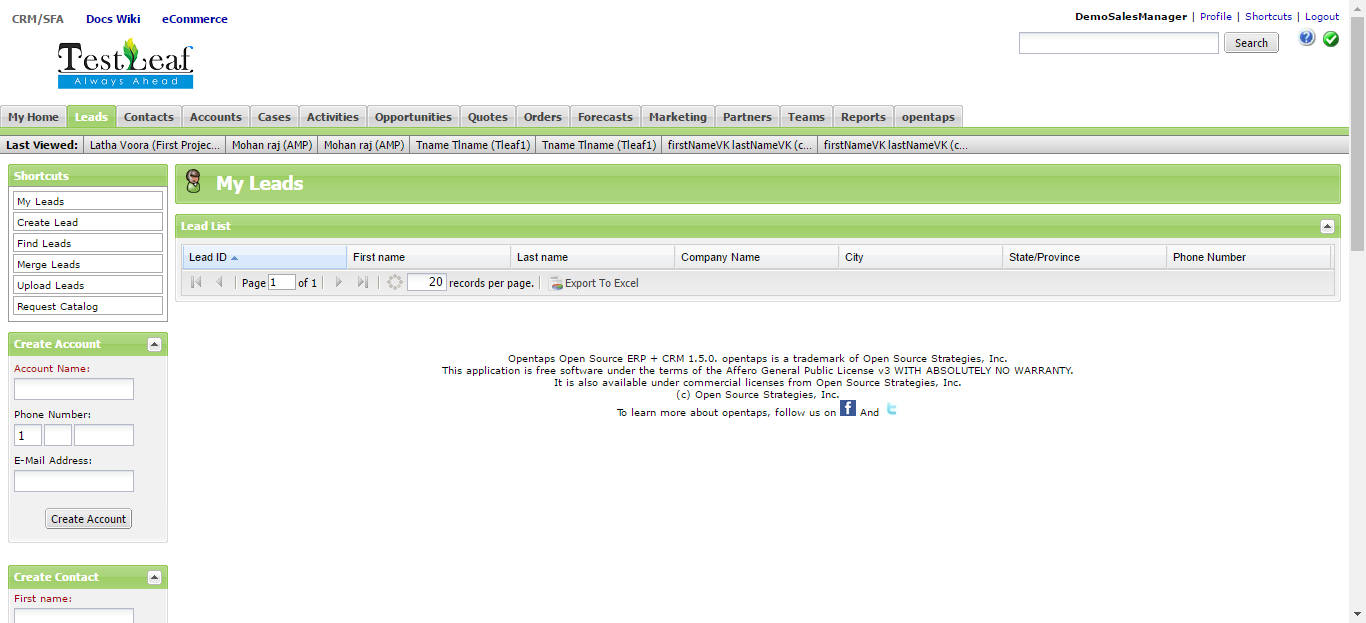 CRM/SFA Docs Wiki eCommerce
DemoSalesManager | Profile | Shortcuts | Logout
TestLeaf
Always Ahead
Search
My Home Leads Contacts Accounts Cases Activities Opportunities Quotes Orders Forecasts Marketing Partners Teams Reports opentaps
Last Viewed: Latha Voora (First Projec... Mohan raj (AMP) Mohan raj (AMP) Tname Tlname (Tleaf1) Tname Tlname (Tleaf1) firstNameVK lastNameVK (c... firstNameVK lastNameVK (c...
Shortcuts
My Leads
Create Lead
Find Leads
Merge Leads
Upload Leads
Request Catalog
Create Account
Account Name:
Phone Number:
1
E-Mail Address:
Create Account
Create Contact
First name:
My Leads
Lead List
Lead ID First name Last name Company Name City State/Province Phone Number
Page 1 of 1 | 20 records per page. | Export To Excel
Opentaps Open Source ERP + CRM 1.5.0. opentaps is a trademark of Open Source Strategies, Inc.
This application is free software under the terms of the Affero General Public License v3 WITH ABSOLUTELY NO WARRANTY.
It is also available under commercial licenses from Open Source Strategies, Inc.
(c) Open Source Strategies, Inc.
To learn more about opentaps, follow us on f And t